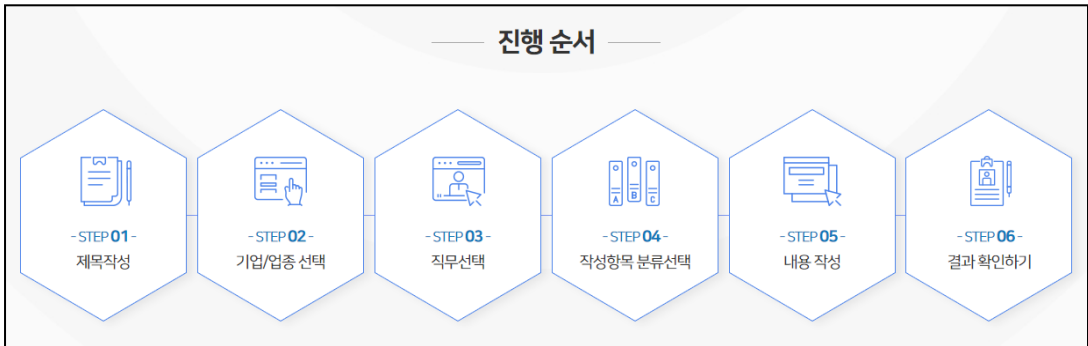 진행 순서
- STEP 01 -
제목작성
- STEP 02 -
기업/업종 선택
- STEP 03 -
직무선택
A B C
- STEP 04 -
작성항목 분류선택
- STEP 05 -
내용 작성
- STEP 06 -
결과 확인하기